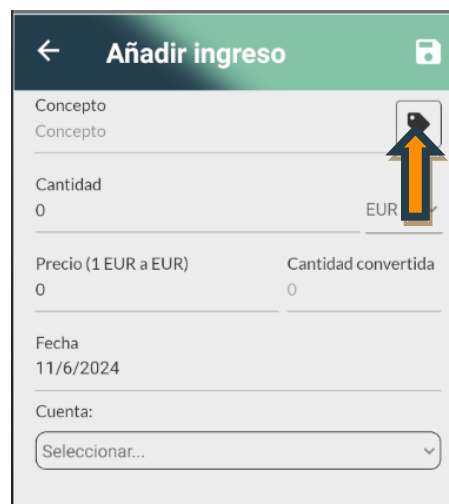 Añadir ingreso
Concepto
Concepto
Cantidad
0
EUR
Precio (1 EUR a EUR)
Cantidad convertida
0
0
Fecha
11/6/2024
Cuenta:
Seleccionar...